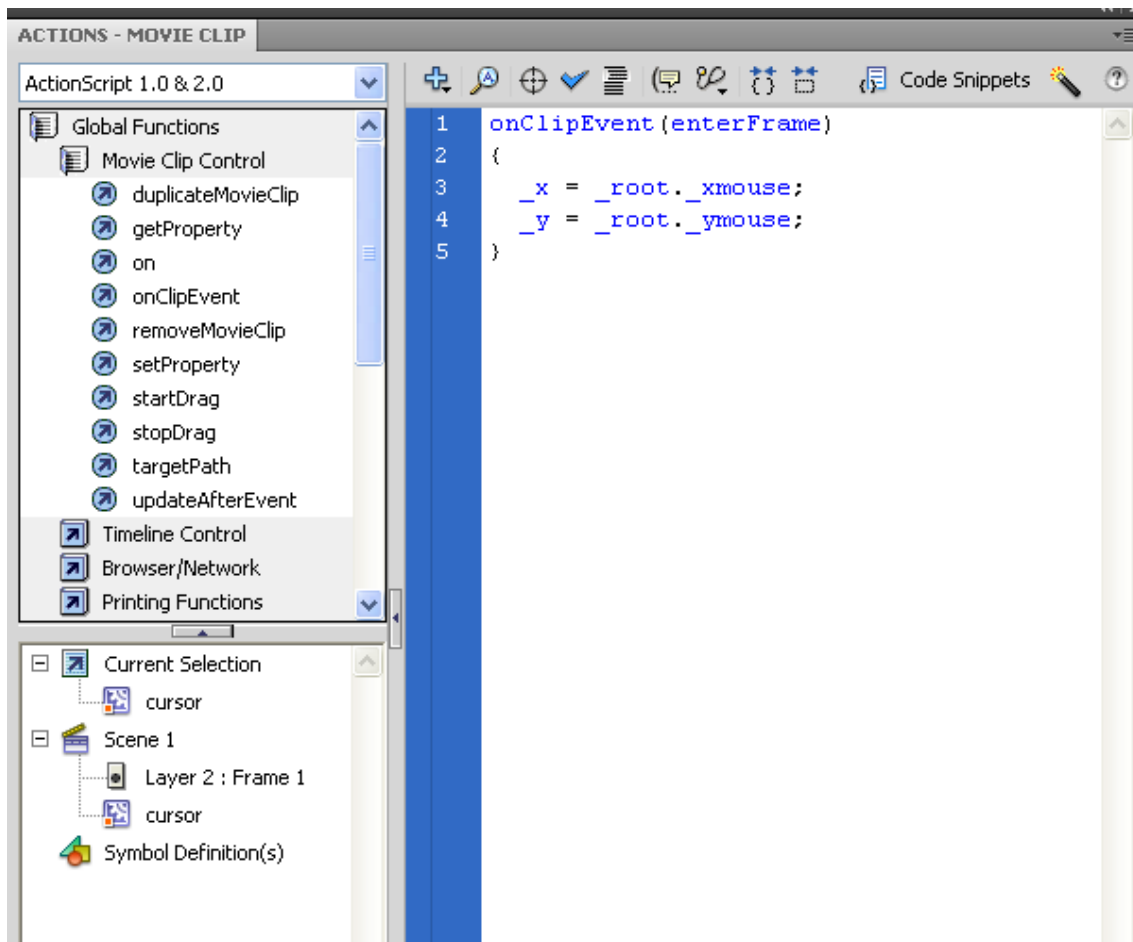 ACTIONS - MOVIE CLIP
ActionScript 1.0 & 2.0
Code Snippets
Global Functions
Movie Clip Control
duplicateMovieClip
getProperty
on
onClipEvent
removeMovieClip
setProperty
startDrag
stopDrag
targetPath
updateAfterEvent
Timeline Control
Browser/Network
Printing Functions
Current Selection
cursor
Scene 1
Layer 2 : Frame 1
cursor
Symbol Definition(s)
1 onClipEvent(enterFrame)
2 {
3 _x = _root._xmouse;
4 _y = _root._ymouse;
5 }